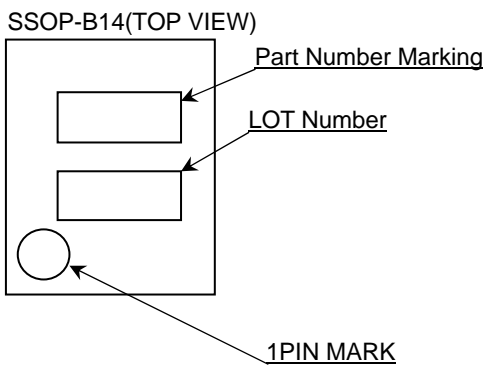 SSOP-B14(TOP VIEW)
Part Number Marking
LOT Number
1PIN MARK